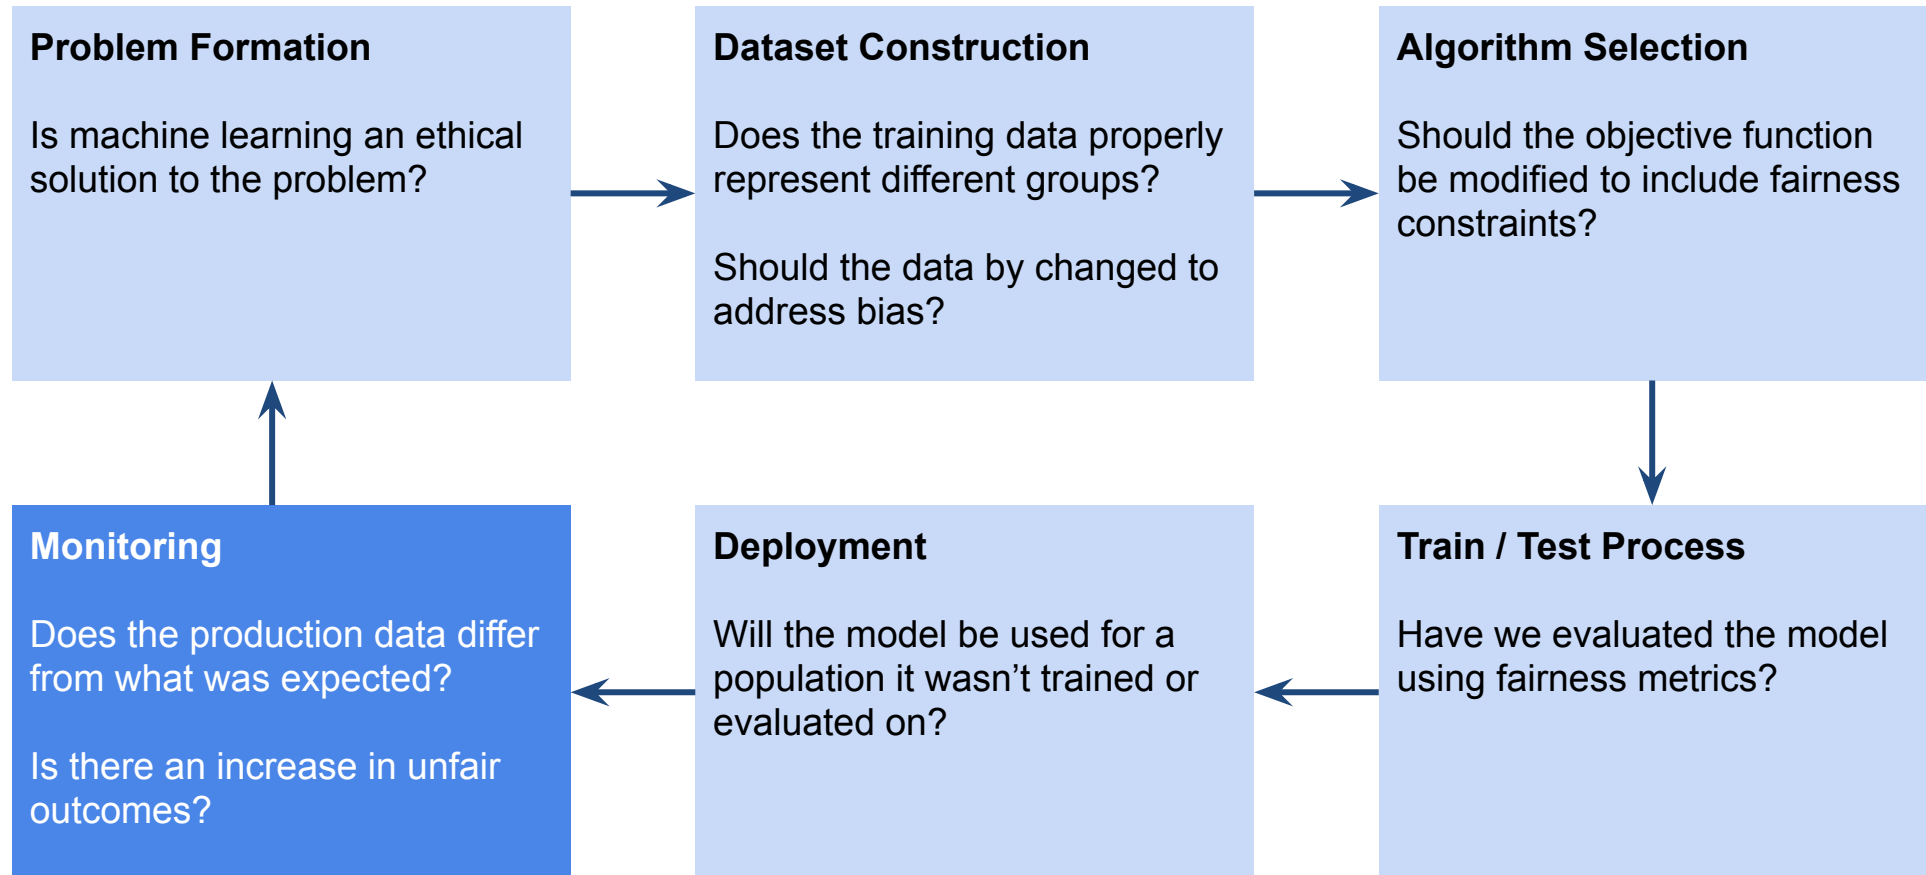 Problem Formation
Is machine learning an ethical
solution to the problem?
Dataset Construction
Does the training data properly
represent different groups?
Should the data by changed to
address bias?
Algorithm Selection
Should the objective function
be modified to include fairness
constraints?
Monitoring
Does the production data differ
from what was expected?
Is there an increase in unfair
outcomes?
Deployment
Will the model be used for a
population it wasn’t trained or
evaluated on?
Train / Test Process
Have we evaluated the model
using fairness metrics?